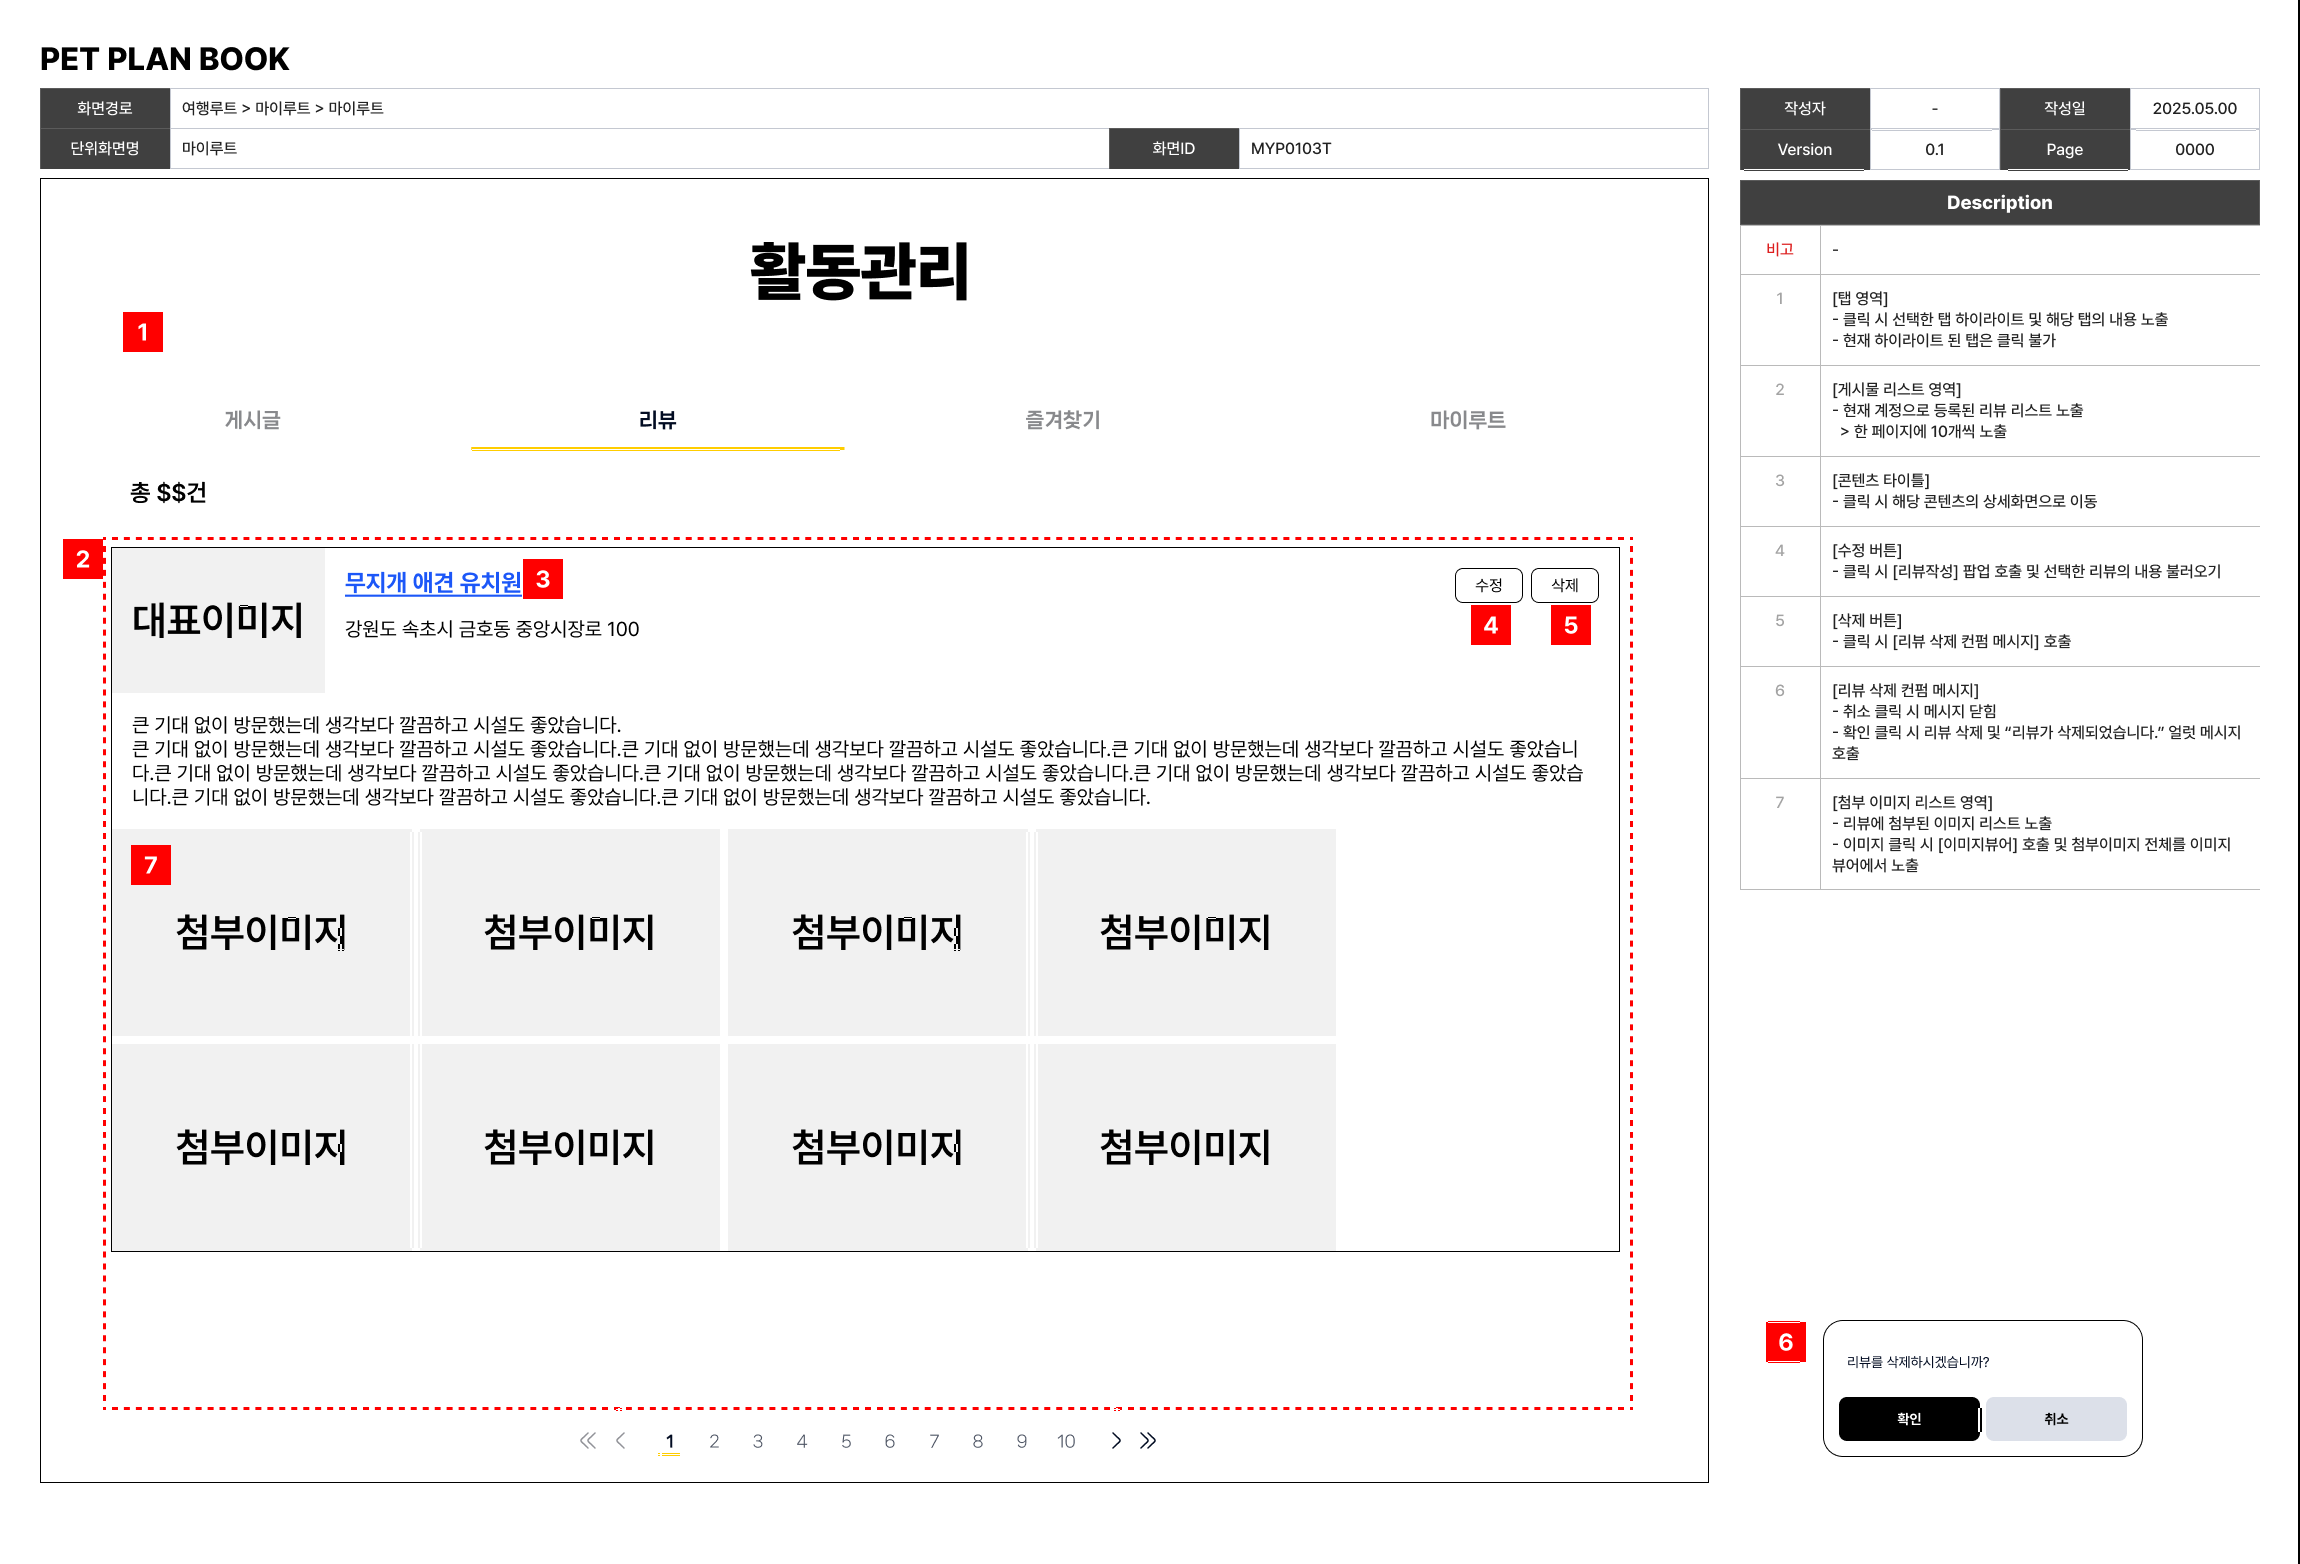 PET PLAN BOOK
화면경로
여행루트 > 마이루트 > 마이루트
단위화면명
마이루트
화면ID
MYP0103T
작성자
-
작성일
2025.05.00
Version
0.1
Page
0000
활동관리
1
게시글
리뷰
즐겨찾기
마이루트
총 $$건
2
대표이미지
무지개 애견 유치원
3
강원도 속초시 금호동 중앙시장로 100
수정
삭제
4
5
큰 기대 없이 방문했는데 생각보다 깔끔하고 시설도 좋았습니다.
큰 기대 없이 방문했는데 생각보다 깔끔하고 시설도 좋았습니다.큰 기대 없이 방문했는데 생각보다 깔끔하고 시설도 좋았습니다.큰 기대 없이 방문했는데 생각보다 깔끔하고 시설도 좋았습니
다.큰 기대 없이 방문했는데 생각보다 깔끔하고 시설도 좋았습니다.큰 기대 없이 방문했는데 생각보다 깔끔하고 시설도 좋았습니다.큰 기대 없이 방문했는데 생각보다 깔끔하고 시설도 좋았습
니다.큰 기대 없이 방문했는데 생각보다 깔끔하고 시설도 좋았습니다.큰 기대 없이 방문했는데 생각보다 깔끔하고 시설도 좋았습니다.
7
첨부이미지
첨부이미지
첨부이미지
첨부이미지
첨부이미지
첨부이미지
첨부이미지
첨부이미지
1 2 3 4 5 6 7 8 9 10
Description
비고
-
1
[탭 영역]
- 클릭 시 선택한 탭 하이라이트 및 해당 탭의 내용 노출
- 현재 하이라이트 된 탭은 클릭 불가
2
[게시물 리스트 영역]
- 현재 계정으로 등록된 리뷰 리스트 노출
> 한 페이지에 10개씩 노출
3
[콘텐츠 타이틀]
- 클릭 시 해당 콘텐츠의 상세화면으로 이동
4
[수정 버튼]
- 클릭 시 [리뷰작성] 팝업 호출 및 선택한 리뷰의 내용 불러오기
5
[삭제 버튼]
- 클릭 시 [리뷰 삭제 컨펌 메시지] 호출
6
[리뷰 삭제 컨펌 메시지]
- 취소 클릭 시 메시지 닫힘
- 확인 클릭 시 리뷰 삭제 및 “리뷰가 삭제되었습니다.” 얼럿 메시지
호출
7
[첨부 이미지 리스트 영역]
- 리뷰에 첨부된 이미지 리스트 노출
- 이미지 클릭 시 [이미지뷰어] 호출 및 첨부이미지 전체를 이미지
뷰어에서 노출
6
리뷰를 삭제하시겠습니까?
확인
취소